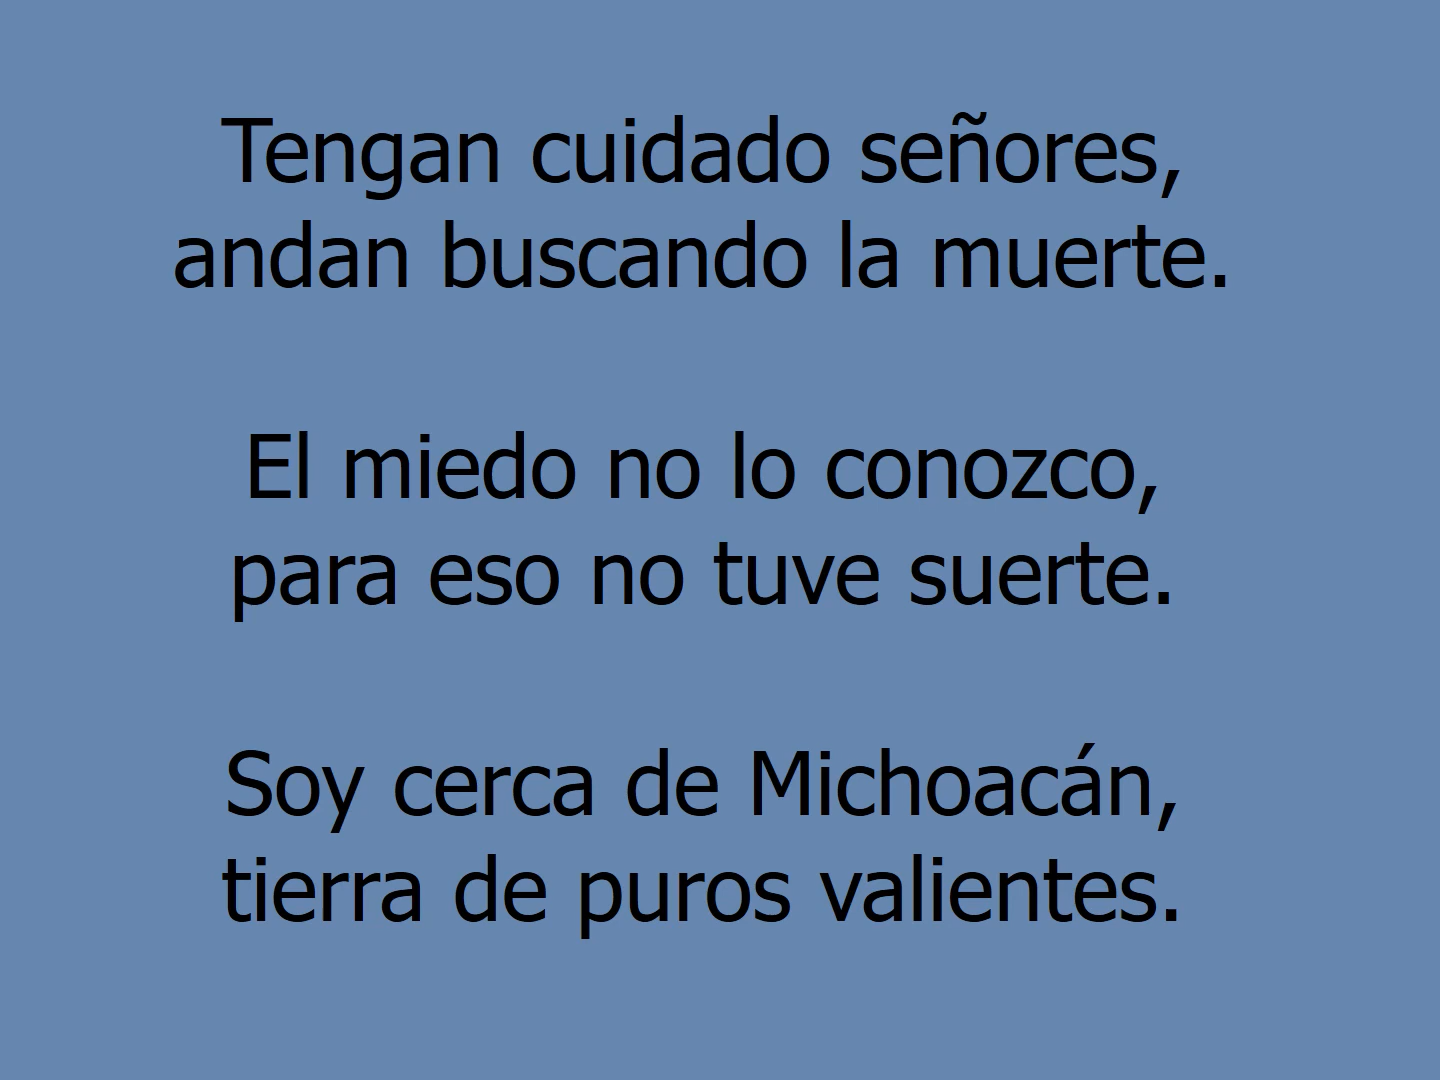 Tengan cuidado señores,
andan buscando la muerte.
El miedo no lo conozco,
para eso no tuve suerte.
Soy cerca de Michoacán,
tierra de puros valientes.